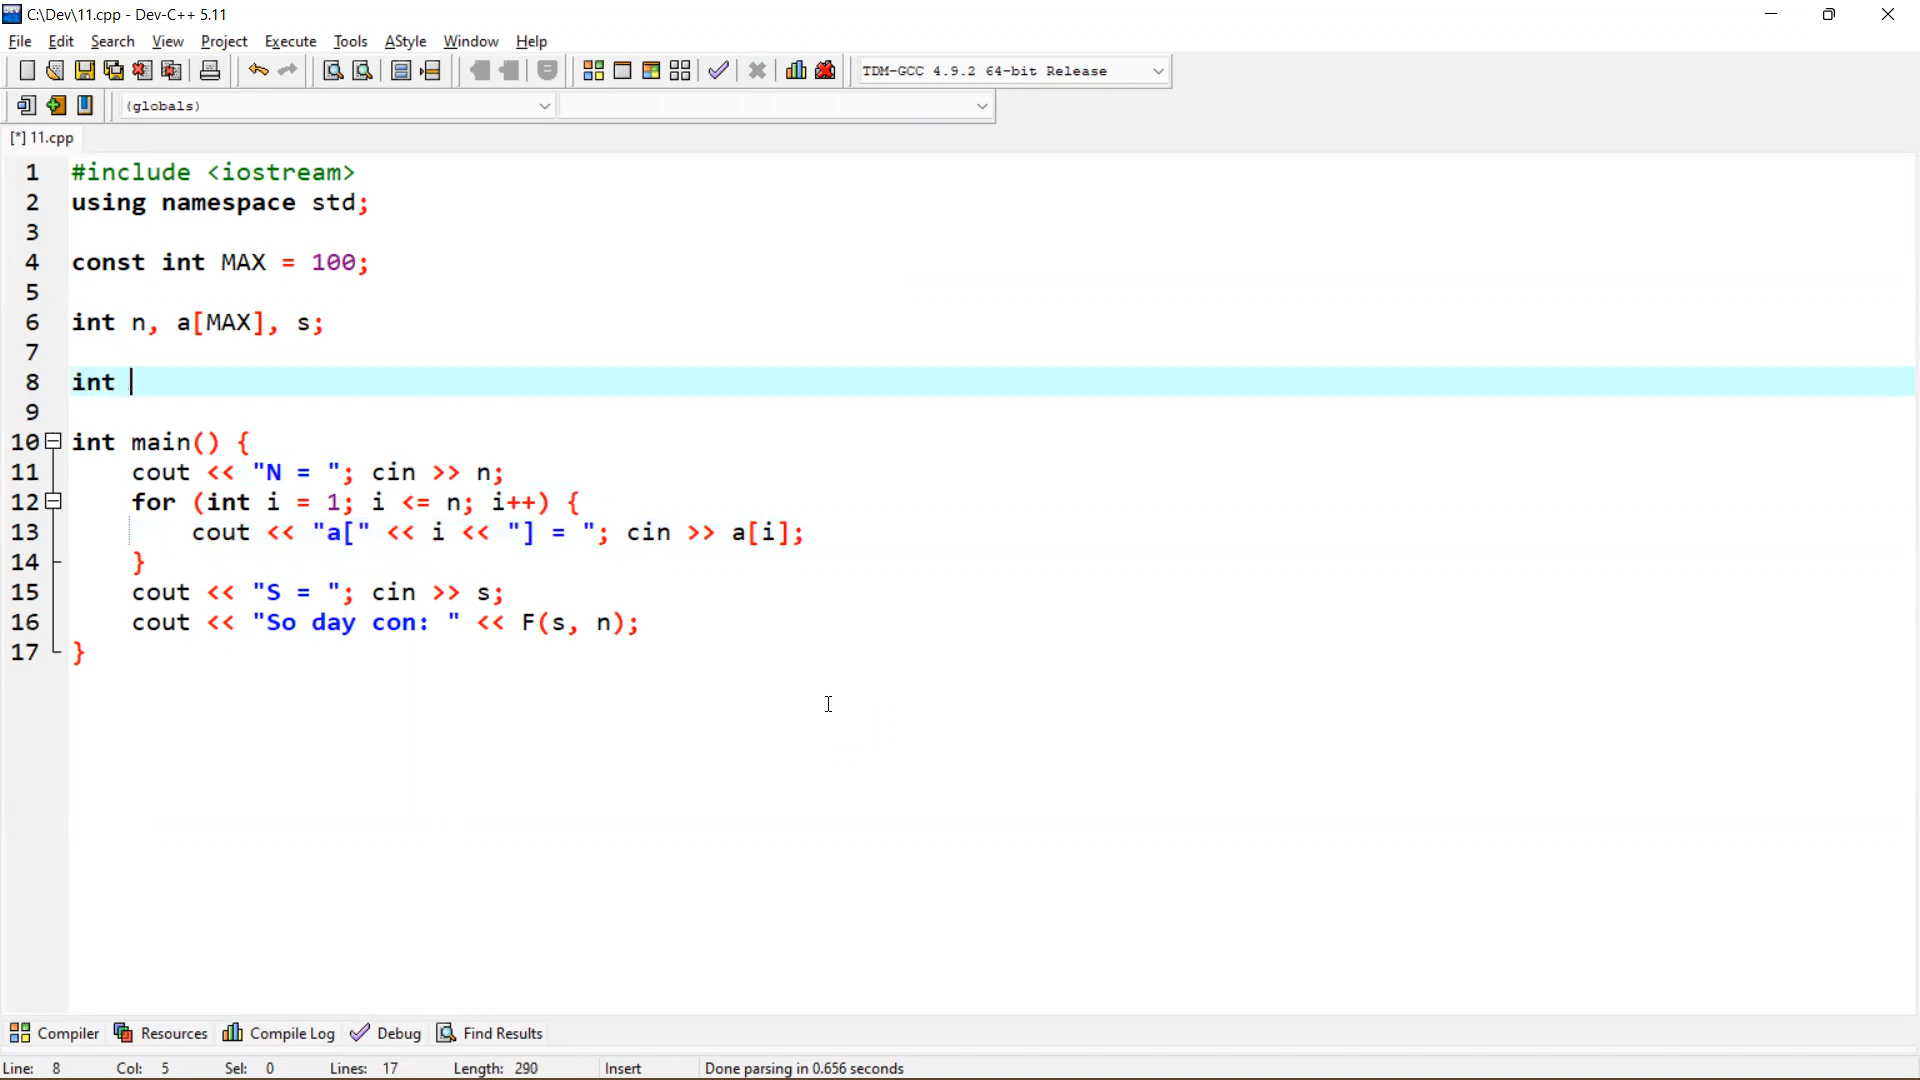 C:\Dev\11.cpp - Dev-C++ 5.11
File Edit Search View Project Execute Tools AStyle Window Help
TDM-GCC 4.9.2 64-bit Release
(globals)
[*] 11.cpp
1 #include <iostream>
2 using namespace std;
3
4 const int MAX = 100;
5
6 int n, a[MAX], s;
7
8 int
9
10 int main() {
11 cout << "N = "; cin >> n;
12 for (int i = 1; i <= n; i++) {
13 cout << "a[" << i << "] = "; cin >> a[i];
14 }
15 cout << "S = "; cin >> s;
16 cout << "So day con: " << F(s, n);
17 }
Compiler Resources Compile Log Debug Find Results
Line: 8 Col: 5 Sel: 0 Lines: 17 Length: 290 Insert Done parsing in 0.656 seconds